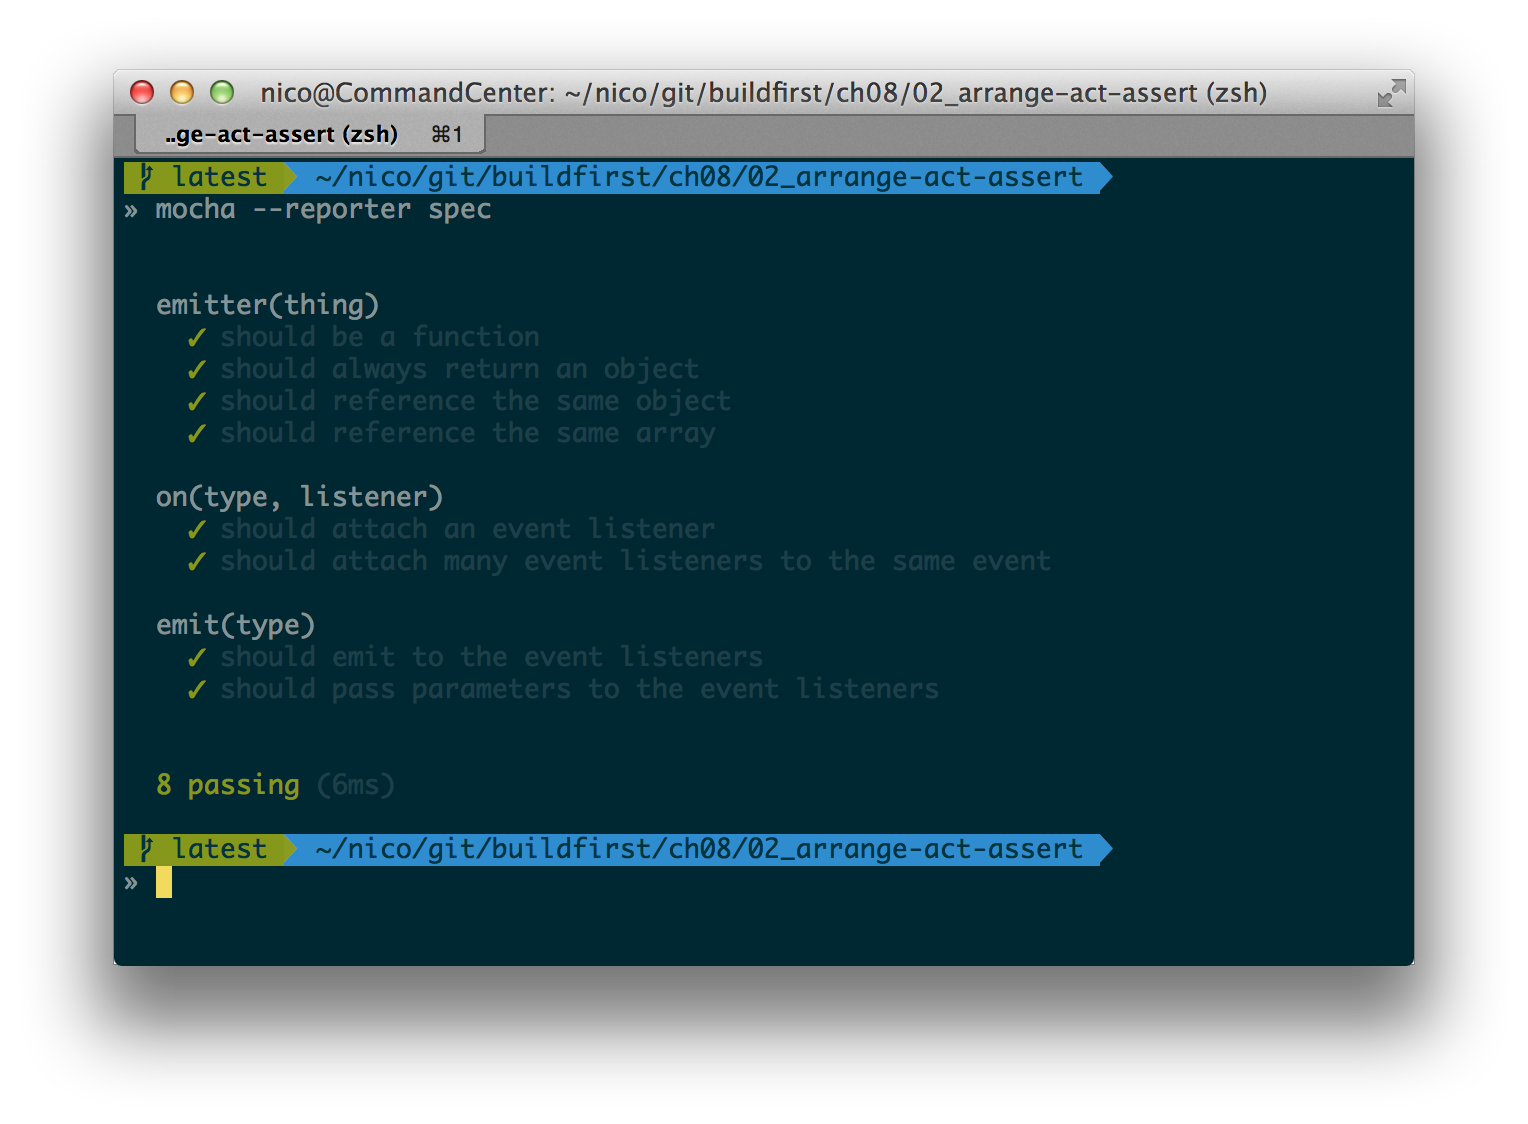 nico@CommandCenter: ~/nico/git/buildfirst/ch08/02_arrange-act-assert (zsh)
..ge-act-assert (zsh) ⌘1
latest ~/nico/git/buildfirst/ch08/02_arrange-act-assert
» mocha --reporter spec
emitter(thing)
✓ should be a function
✓ should always return an object
✓ should reference the same object
✓ should reference the same array
on(type, listener)
✓ should attach an event listener
✓ should attach many event listeners to the same event
emit(type)
✓ should emit to the event listeners
✓ should pass parameters to the event listeners
8 passing (6ms)
latest ~/nico/git/buildfirst/ch08/02_arrange-act-assert
»